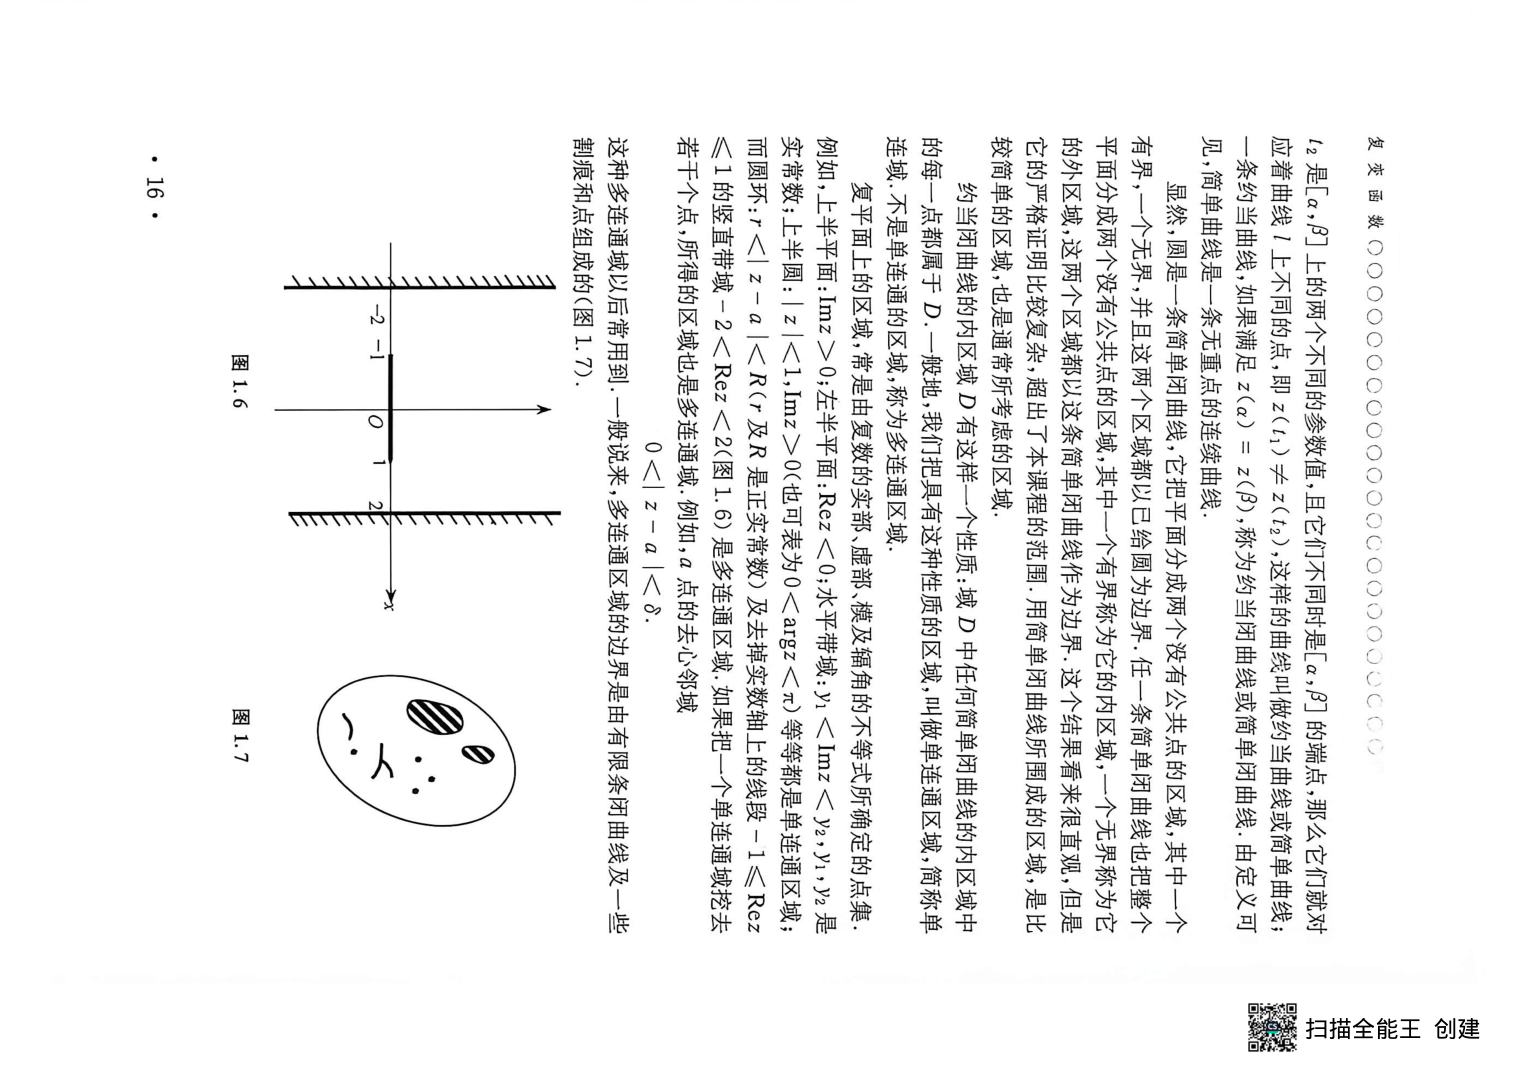 复变函数○○○○○○○○○○○○○○○○○○○○○○○
t₂ 是[α,β] 上的两个不同的参数值,且它们不同时是[α,β] 的端点,那么它们就对
应着曲线 l 上不同的点,即 z(t₁) ≠ z(t₂),这样的曲线叫做约当曲线或简单曲线;
一条约当曲线,如果满足 z(α) = z(β),称为约当闭曲线或简单闭曲线. 由定义可
见,简单曲线是一条无重点的连续曲线.
显然,圆是一条简单闭曲线,它把平面分成两个没有公共点的区域,其中一个
有界,一个无界,并且这两个区域都以已给圆为边界. 任一条简单闭曲线也把整个
平面分成两个没有公共点的区域,其中一个有界称为它的内区域,一个无界称为它
的外区域,这两个区域都以这条简单闭曲线作为边界. 这个结果看来很直观,但是
它的严格证明比较复杂,超出了本课程的范围. 用简单闭曲线所围成的区域,是比
较简单的区域,也是通常所考虑的区域.
约当闭曲线的内区域 D 有这样一个性质:域 D 中任何简单闭曲线的内区域中
的每一点都属于 D. 一般地,我们把具有这种性质的区域,叫做单连通区域,简称单
连域. 不是单连通的区域,称为多连通区域.
复平面上的区域,常是由复数的实部、虚部、模及辐角的不等式所确定的点集.
例如,上半平面:Imz > 0;左半平面:Rez < 0;水平带域: y₁ < Imz < y₂, y₁, y₂ 是
实常数;上半圆:| z | < 1, Imz > 0(也可表为 0 < argz < π) 等等都是单连通区域;
而圆环: r < | z − a | < R(r 及 R 是正实常数) 及去掉实数轴上的线段 − 1 ≤ Rez
≤ 1 的竖直带域 − 2 < Rez < 2(图 1.6) 是多连通区域. 如果把一个单连通域挖去
若干个点,所得的区域也是多连通域. 例如, a 点的去心邻域
0 < | z − a | < δ.
这种多连通域以后常用到. 一般说来,多连通区域的边界是由有限条闭曲线及一些
割痕和点组成的(图 1.7).
−2 −1 O 1 2 x
图 1.6
图 1.7
· 16 ·
扫描全能王 创建